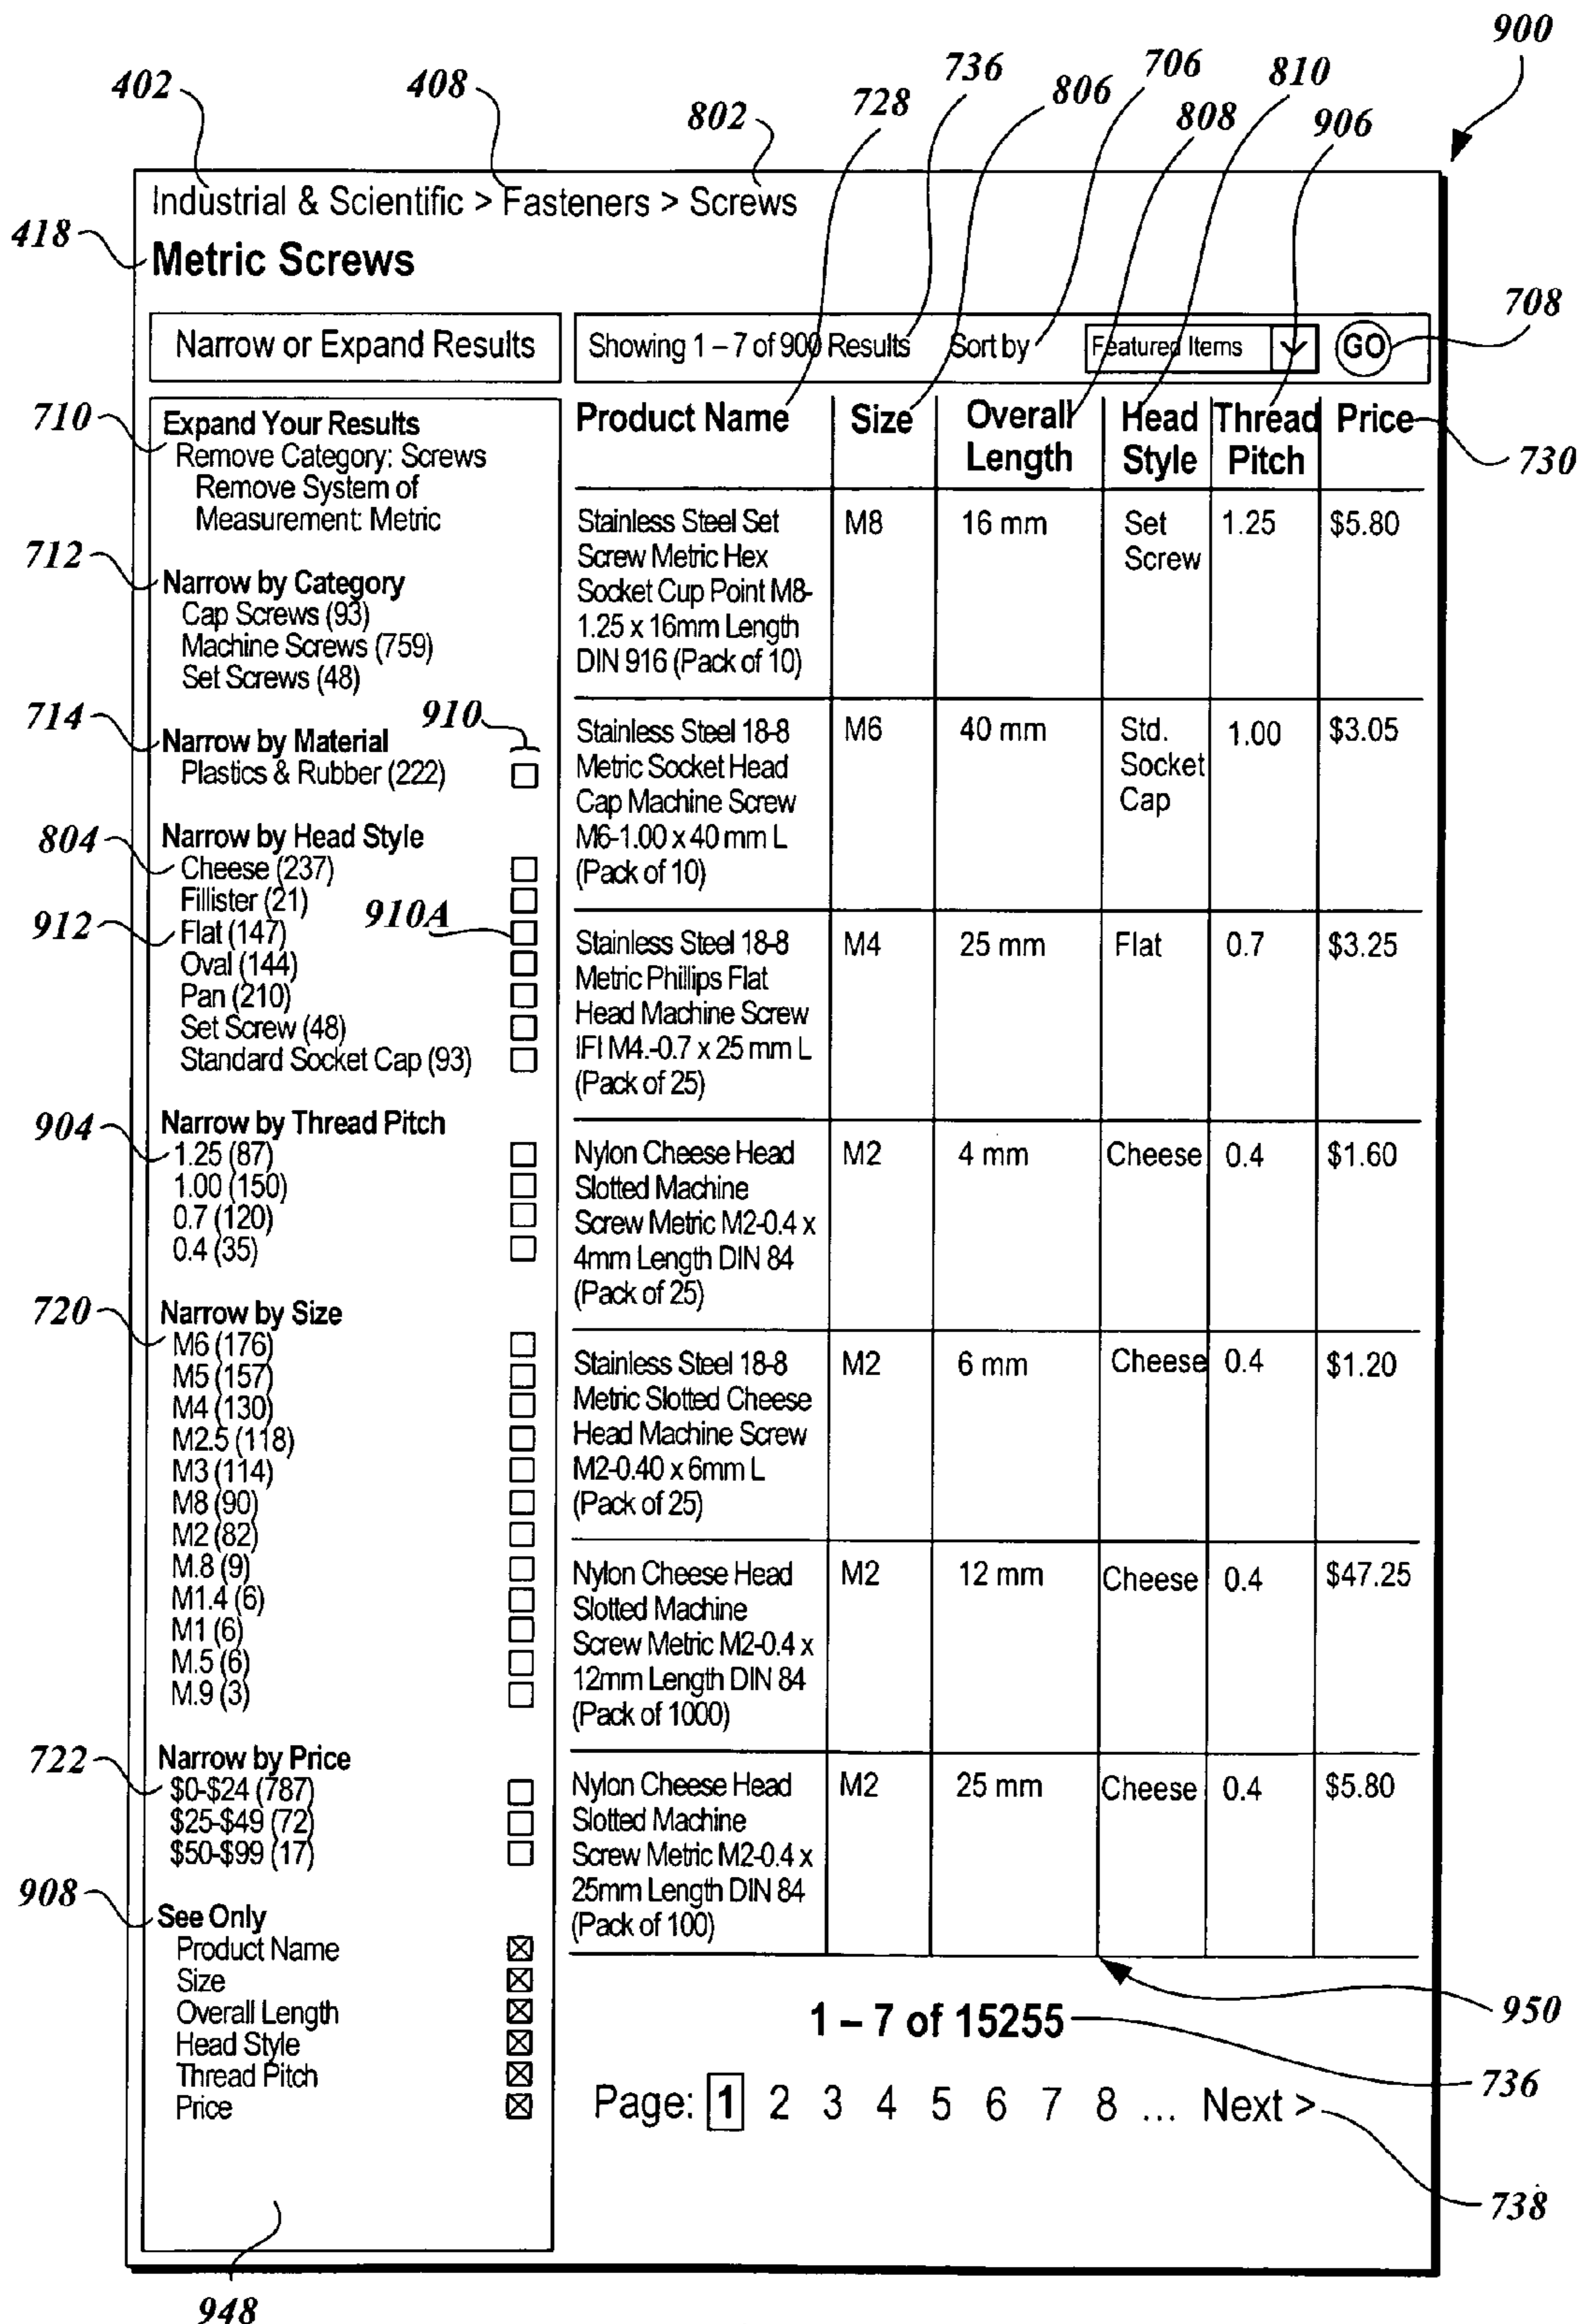 900
402
408
802
728
736
806
706
808
810
906
Industrial & Scientific > Fasteners > Screws
418
Metric Screws
708
Narrow or Expand Results
Showing 1 – 7 of 900 Results Sort by Featured Items GO
710
Expand Your Results
Remove Category: Screws
Remove System of
Measurement: Metric
712
Narrow by Category
Cap Screws (93)
Machine Screws (759)
Set Screws (48)
714
910
Narrow by Material
Plastics & Rubber (222)
804
Narrow by Head Style
Cheese (237)
Fillister (21)
912
910A
Flat (147)
Oval (144)
Pan (210)
Set Screw (48)
Standard Socket Cap (93)
904
Narrow by Thread Pitch
1.25 (87)
1.00 (150)
0.7 (120)
0.4 (35)
720
Narrow by Size
M6 (176)
M5 (157)
M4 (130)
M2.5 (118)
M3 (114)
M8 (90)
M2 (82)
M.8 (9)
M1.4 (6)
M1 (6)
M.5 (6)
M.9 (3)
722
Narrow by Price
$0-$24 (787)
$25-$49 (72)
$50-$99 (17)
908
See Only
Product Name
Size
Overall Length
Head Style
Thread Pitch
Price
948
Product Name Size Overall Head Thread Price
Length Style Pitch
730
Stainless Steel Set M8 16 mm Set 1.25 $5.80
Screw Metric Hex Screw
Socket Cup Point M8-
1.25 x 16mm Length
DIN 916 (Pack of 10)
Stainless Steel 18-8 M6 40 mm Std. 1.00 $3.05
Metric Socket Head Socket
Cap Machine Screw Cap
M6-1.00 x 40 mm L
(Pack of 10)
Stainless Steel 18-8 M4 25 mm Flat 0.7 $3.25
Metric Phillips Flat
Head Machine Screw
IFI M4.-0.7 x 25 mm L
(Pack of 25)
Nylon Cheese Head M2 4 mm Cheese 0.4 $1.60
Slotted Machine
Screw Metric M2-0.4 x
4mm Length DIN 84
(Pack of 25)
Stainless Steel 18-8 M2 6 mm Cheese 0.4 $1.20
Metric Slotted Cheese
Head Machine Screw
M2-0.40 x 6mm L
(Pack of 25)
Nylon Cheese Head M2 12 mm Cheese 0.4 $47.25
Slotted Machine
Screw Metric M2-0.4 x
12mm Length DIN 84
(Pack of 1000)
Nylon Cheese Head M2 25 mm Cheese 0.4 $5.80
Slotted Machine
Screw Metric M2-0.4 x
25mm Length DIN 84
(Pack of 100)
950
1 – 7 of 15255
736
Page: 1 2 3 4 5 6 7 8 ... Next >
738